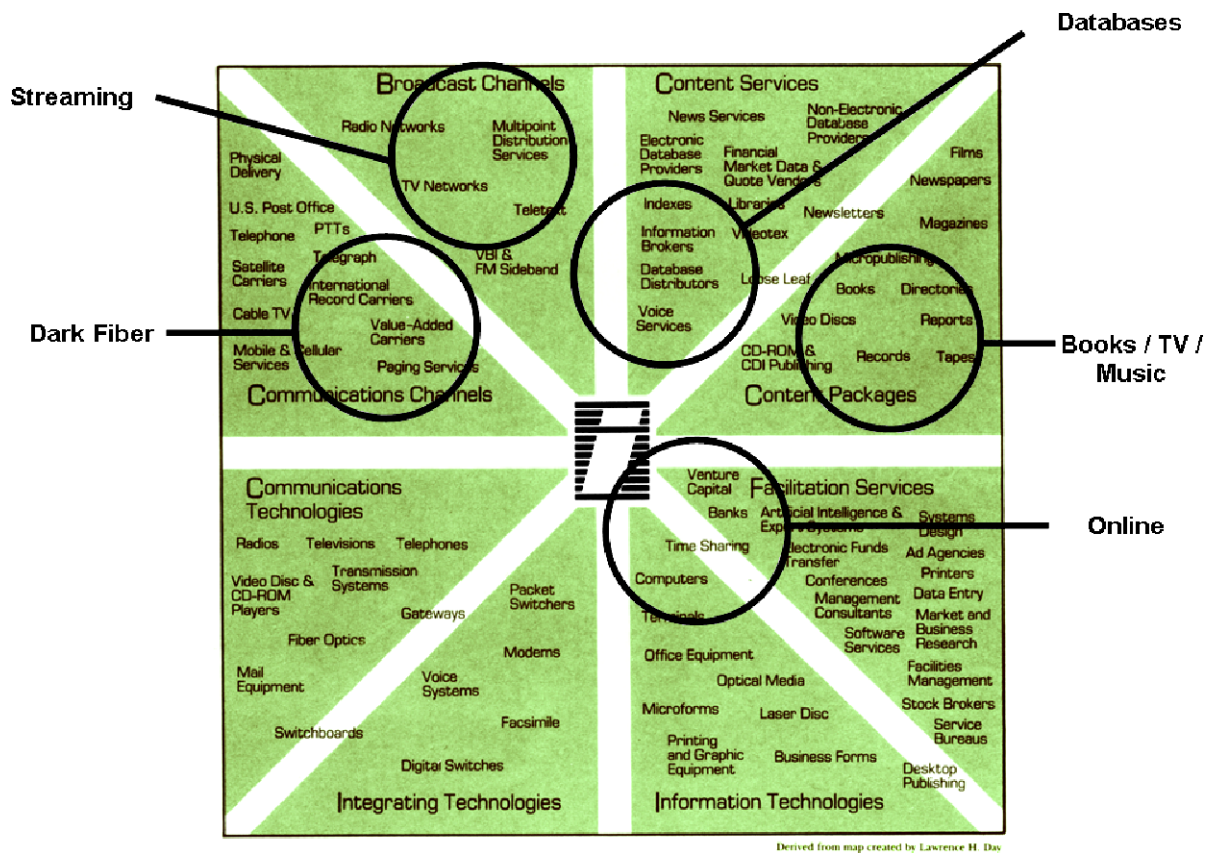 Databases
Streaming
Broadcast Channels
Radio Networks
Multipoint
Distribution
Services
TV Networks
Teletext
VBI &
FM Sideband
Content Services
News Services
Non-Electronic
Database
Providers
Electronic
Database
Providers
Financial
Market Data &
Quote Vendors
Indexes
Libraries
Information
Brokers
Videotex
Database
Distributors
Voice
Services
Newsletters
Loose Leaf
Films
Newspapers
Magazines
Micropublishing
Books
Directories
Video Discs
Reports
CD-ROM &
CDI Publishing
Records
Tapes
Content Packages
Books / TV /
Music
Physical
Delivery
U.S. Post Office
Telephone
PTTs
Telegraph
Satellite
Carriers
International
Record Carriers
Cable TV
Value-Added
Carriers
Mobile & Cellular
Services
Paging Services
Communications Channels
Dark Fiber
Communications
Technologies
Radios
Televisions
Telephones
Video Disc &
CD-ROM
Players
Transmission
Systems
Gateways
Packet
Switchers
Fiber Optics
Modems
Mail
Equipment
Voice
Systems
Switchboards
Facsimile
Digital Switches
Integrating Technologies
Venture
Capital
Facilitation Services
Banks
Artificial Intelligence &
Expert Systems
Systems
Design
Online
Time Sharing
Electronic Funds
Transfer
Ad Agencies
Computers
Conferences
Printers
Management
Consultants
Data Entry
Terminals
Software
Services
Market and
Business
Research
Office Equipment
Facilities
Management
Optical Media
Microforms
Laser Disc
Stock Brokers
Service
Bureaus
Printing
and Graphic
Equipment
Business Forms
Desktop
Publishing
Information Technologies
Derived from map created by Lawrence H. Day